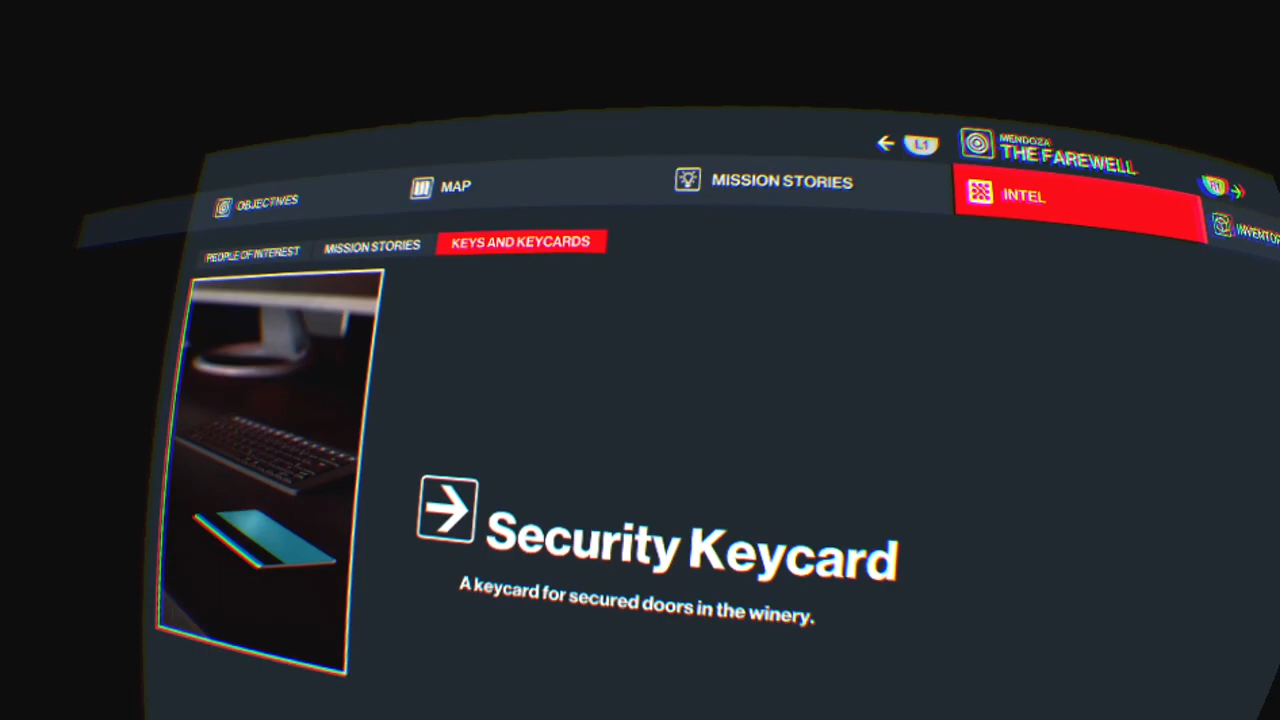 L1
MENDOZA
THE FAREWELL
R1
OBJECTIVES
MAP
MISSION STORIES
INTEL
PEOPLE OF INTEREST
MISSION STORIES
KEYS AND KEYCARDS
Security Keycard
A keycard for secured doors in the winery.